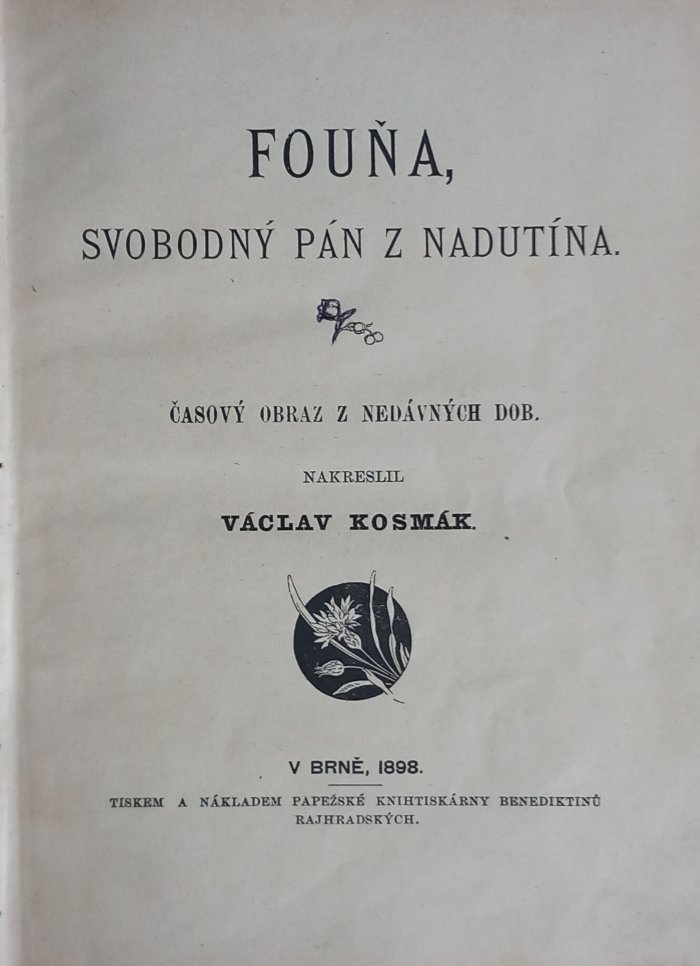 FOUŇA,
SVOBODNÝ PÁN Z NADUTÍNA.
ČASOVÝ OBRAZ Z NEDÁVNÝCH DOB.
NAKRESLIL
VÁCLAV KOSMÁK.
V BRNĚ, 1898.
TISKEM A NÁKLADEM PAPEŽSKÉ KNIHTISKÁRNY BENEDIKTINŮ
RAJHRADSKÝCH.